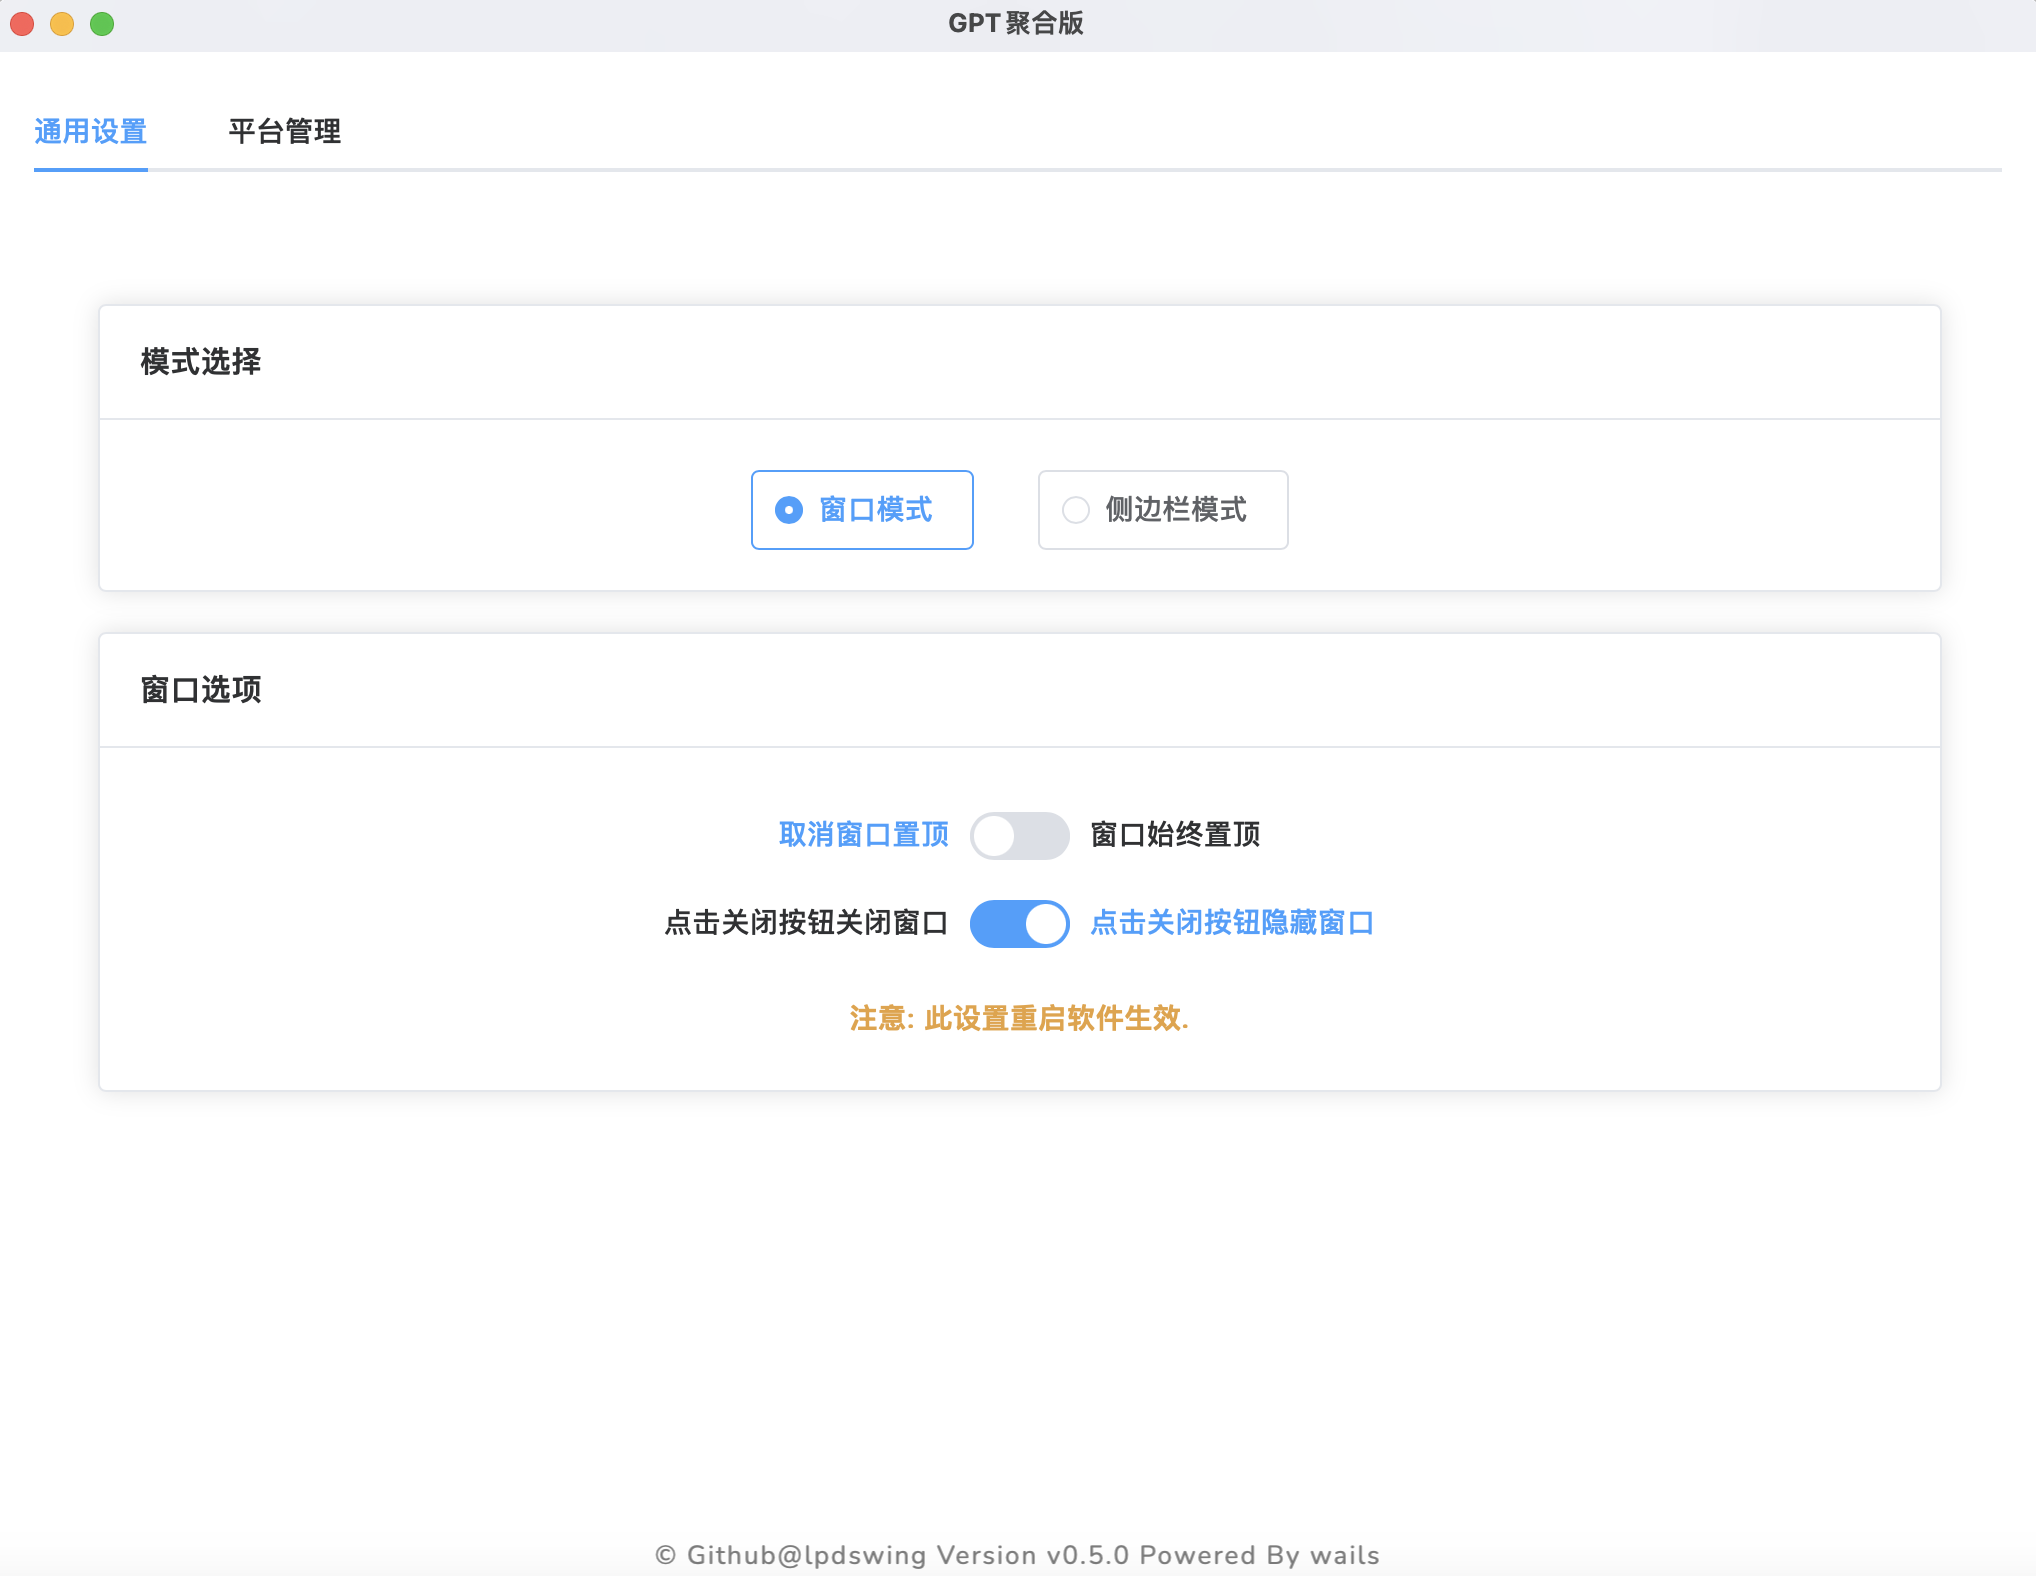 GPT聚合版
通用设置 平台管理
模式选择
窗口模式 侧边栏模式
窗口选项
取消窗口置顶 窗口始终置顶
点击关闭按钮关闭窗口 点击关闭按钮隐藏窗口
注意: 此设置重启软件生效.
© Github@lpdswing Version v0.5.0 Powered By wails